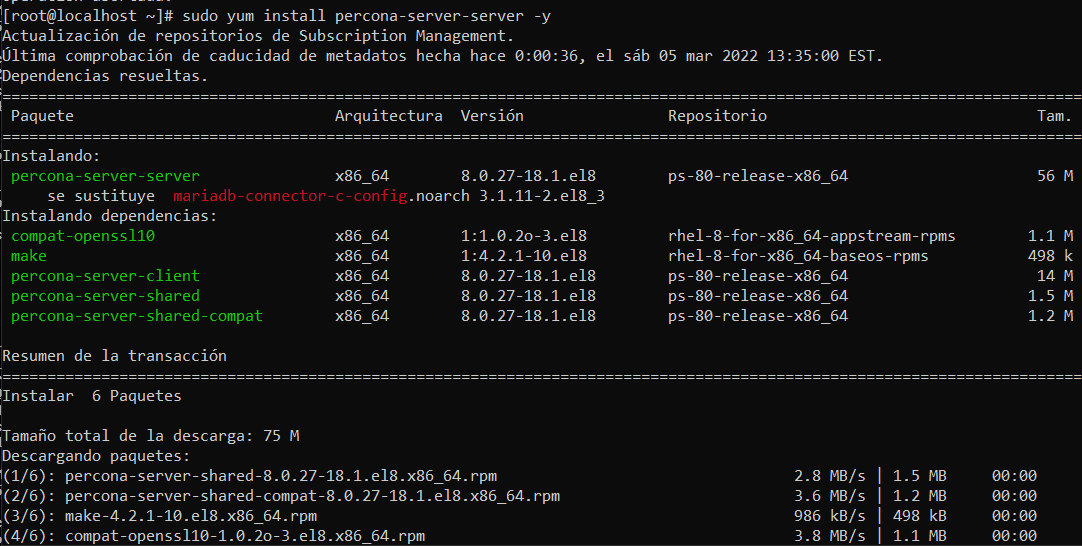 [root@localhost ~]# sudo yum install percona-server-server -y
Actualización de repositorios de Subscription Management.
Última comprobación de caducidad de metadatos hecha hace 0:00:36, el sáb 05 mar 2022 13:35:00 EST.
Dependencias resueltas.
================================================================================
Paquete Arquitectura Versión Repositorio Tam.
================================================================================
Instalando:
percona-server-server x86_64 8.0.27-18.1.el8 ps-80-release-x86_64 56 M
se sustituye mariadb-connector-c-config.noarch 3.1.11-2.el8_3
Instalando dependencias:
compat-openssl10 x86_64 1:1.0.2o-3.el8 rhel-8-for-x86_64-appstream-rpms 1.1 M
make x86_64 1:4.2.1-10.el8 rhel-8-for-x86_64-baseos-rpms 498 k
percona-server-client x86_64 8.0.27-18.1.el8 ps-80-release-x86_64 14 M
percona-server-shared x86_64 8.0.27-18.1.el8 ps-80-release-x86_64 1.5 M
percona-server-shared-compat x86_64 8.0.27-18.1.el8 ps-80-release-x86_64 1.2 M
Resumen de la transacción
================================================================================
Instalar 6 Paquetes
Tamaño total de la descarga: 75 M
Descargando paquetes:
(1/6): percona-server-shared-8.0.27-18.1.el8.x86_64.rpm 2.8 MB/s | 1.5 MB 00:00
(2/6): percona-server-shared-compat-8.0.27-18.1.el8.x86_64.rpm 3.6 MB/s | 1.2 MB 00:00
(3/6): make-4.2.1-10.el8.x86_64.rpm 986 kB/s | 498 kB 00:00
(4/6): compat-openssl10-1.0.2o-3.el8.x86_64.rpm 3.8 MB/s | 1.1 MB 00:00